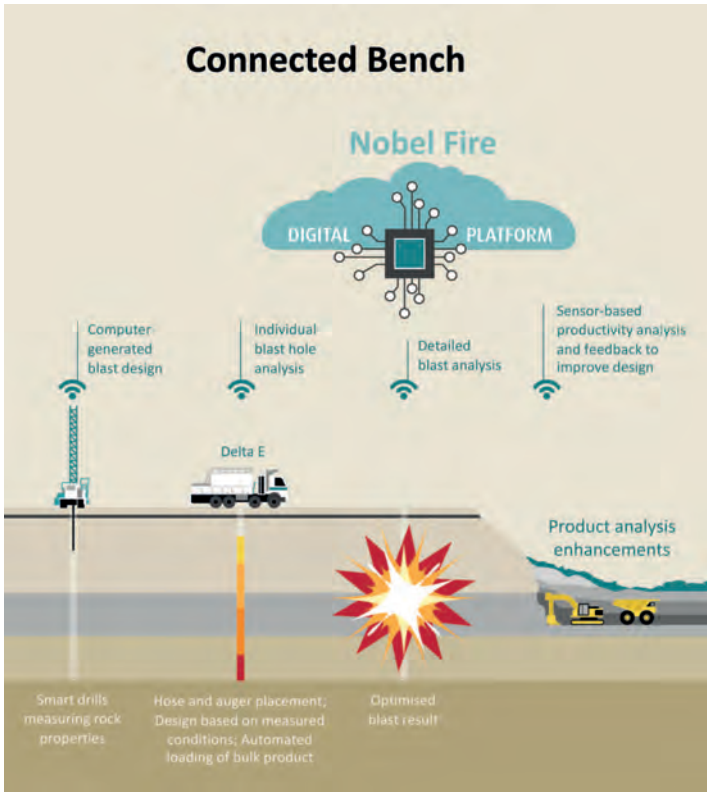 Connected Bench
Nobel Fire
DIGITAL PLATFORM
Computer-
generated
blast design
Individual
blast hole
analysis
Detailed
blast analysis
Sensor-based
productivity analysis
and feedback to
improve design
Delta E
Product analysis
enhancements
Smart drills
measuring rock
properties
Hose and auger placement;
Design based on measured
conditions; Automated
loading of bulk product
Optimised
blast result